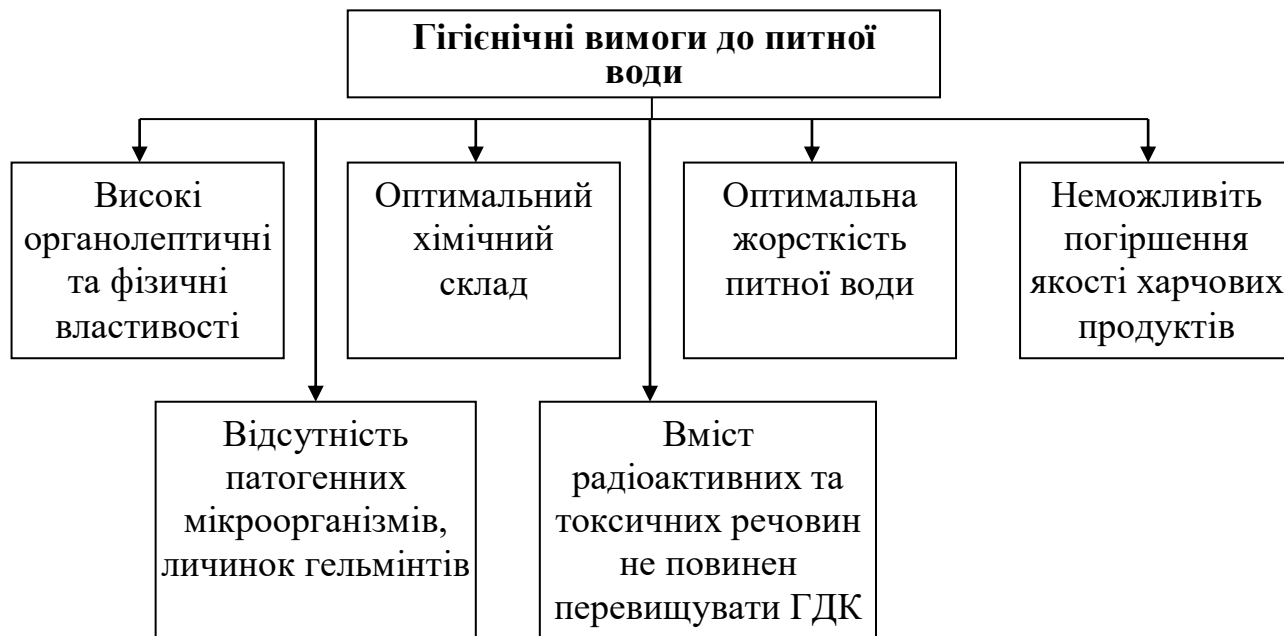 Гігієнічні вимоги до питної
води
Високі
органолептичні
та фізичні
властивості
Оптимальний
хімічний
склад
Оптимальна
жорсткість
питної води
Неможливіть
погіршення
якості харчових
продуктів
Відсутність
патогенних
мікроорганізмів,
личинок гельмінтів
Вміст
радіоактивних та
токсичних речовин
не повинен
перевищувати ГДК